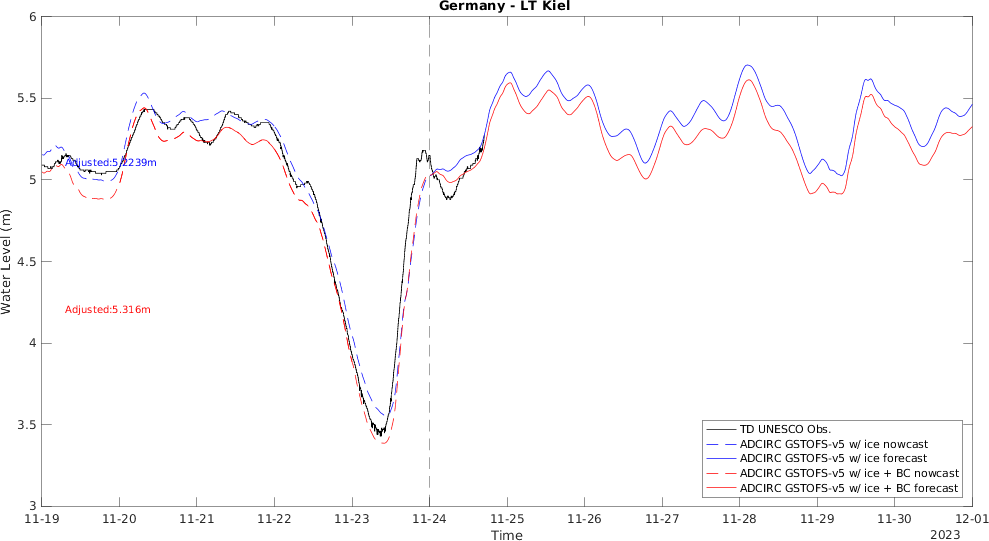 Germany - LT Kiel
6
5.5
5
4.5
4
3.5
3
Water Level (m)
Adjusted:5.2239m
Adjusted:5.316m
TD UNESCO Obs.
ADCIRC GSTOFS-v5 w/ ice nowcast
ADCIRC GSTOFS-v5 w/ ice forecast
ADCIRC GSTOFS-v5 w/ ice + BC nowcast
ADCIRC GSTOFS-v5 w/ ice + BC forecast
11-19 11-20 11-21 11-22 11-23 11-24 11-25 11-26 11-27 11-28 11-29 11-30 12-01
Time
2023